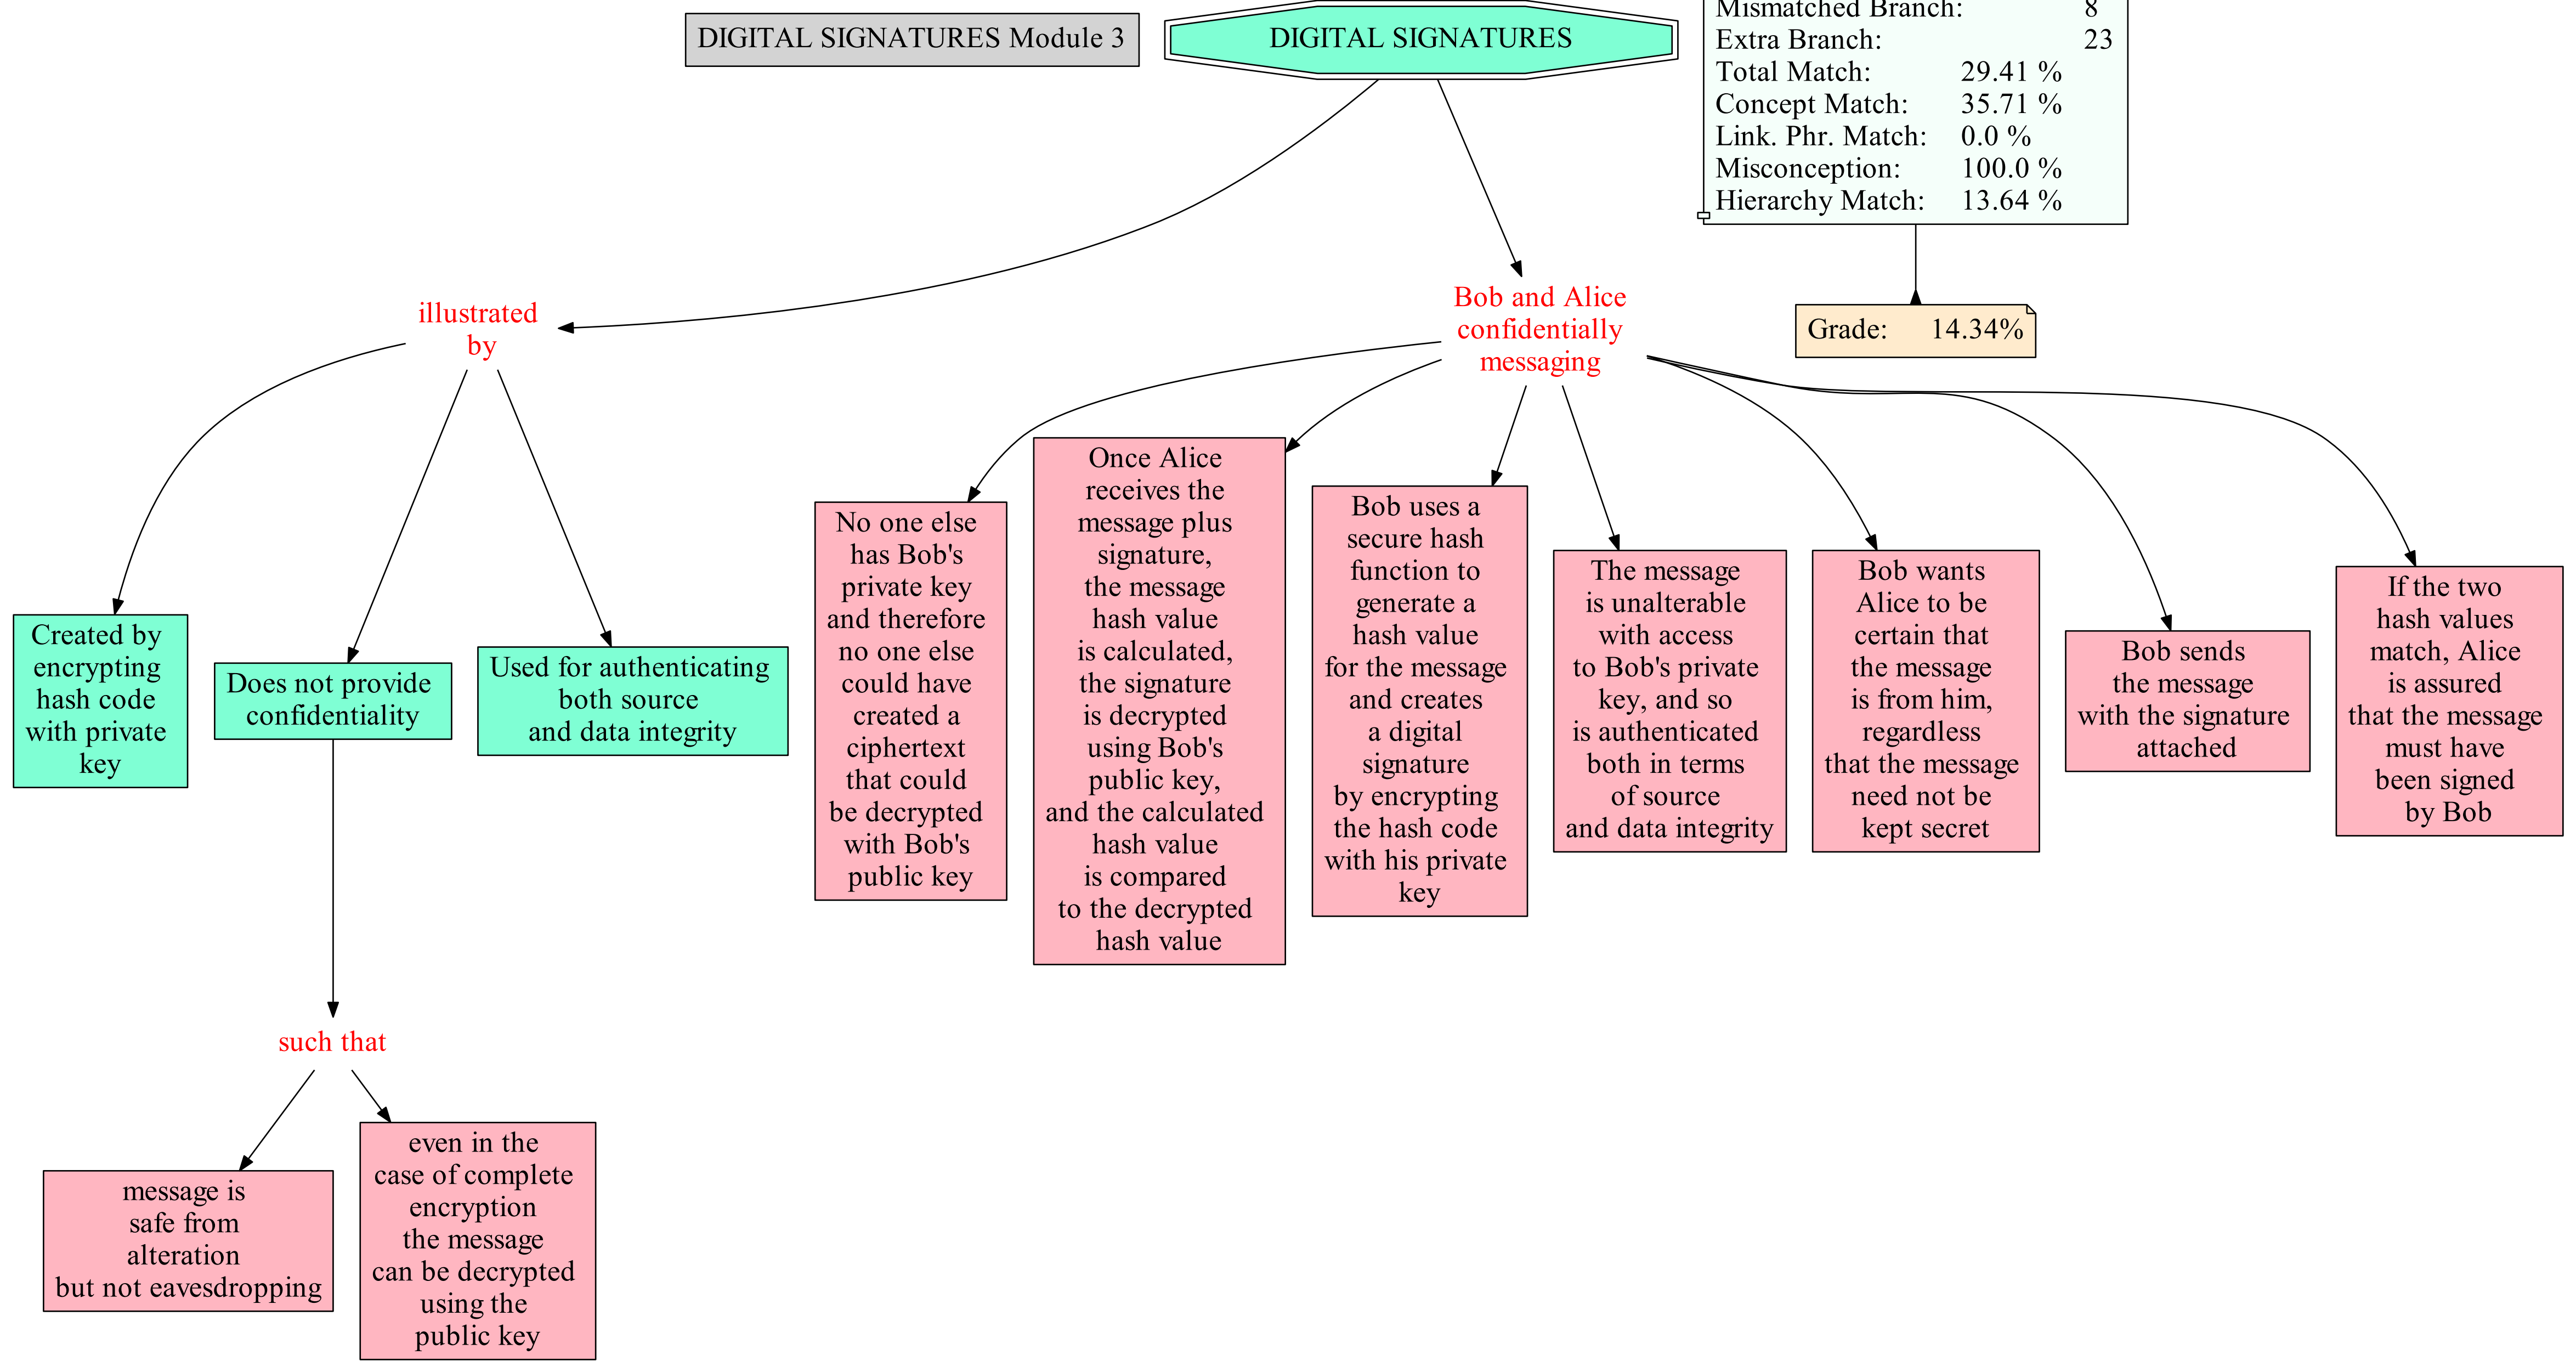 DIGITAL SIGNATURES Module 3
DIGITAL SIGNATURES
Mismatched Branch: 8
Extra Branch: 23
Total Match: 29.41 %
Concept Match: 35.71 %
Link. Phr. Match: 0.0 %
Misconception: 100.0 %
Hierarchy Match: 13.64 %
Grade: 14.34%
illustrated
by
Bob and Alice
confidentially
messaging
Created by
encrypting
hash code
with private
key
Does not provide
confidentiality
Used for authenticating
both source
and data integrity
No one else
has Bob's
private key
and therefore
no one else
could have
created a
ciphertext
that could
be decrypted
with Bob's
public key
Once Alice
receives the
message plus
signature,
the message
hash value
is calculated,
the signature
is decrypted
using Bob's
public key,
and the calculated
hash value
is compared
to the decrypted
hash value
Bob uses a
secure hash
function to
generate a
hash value
for the message
and creates
a digital
signature
by encrypting
the hash code
with his private
key
The message
is unalterable
with access
to Bob's private
key, and so
is authenticated
both in terms
of source
and data integrity
Bob wants
Alice to be
certain that
the message
is from him,
regardless
that the message
need not be
kept secret
Bob sends
the message
with the signature
attached
If the two
hash values
match, Alice
is assured
that the message
must have
been signed
by Bob
such that
message is
safe from
alteration
but not eavesdropping
even in the
case of complete
encryption
the message
can be decrypted
using the
public key